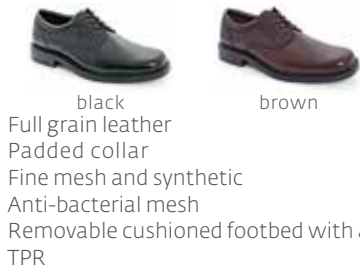 black brown
Full grain leather
Padded collar
Fine mesh and synthetic
Anti-bacterial mesh
Removable cushioned footbed with a
TPR